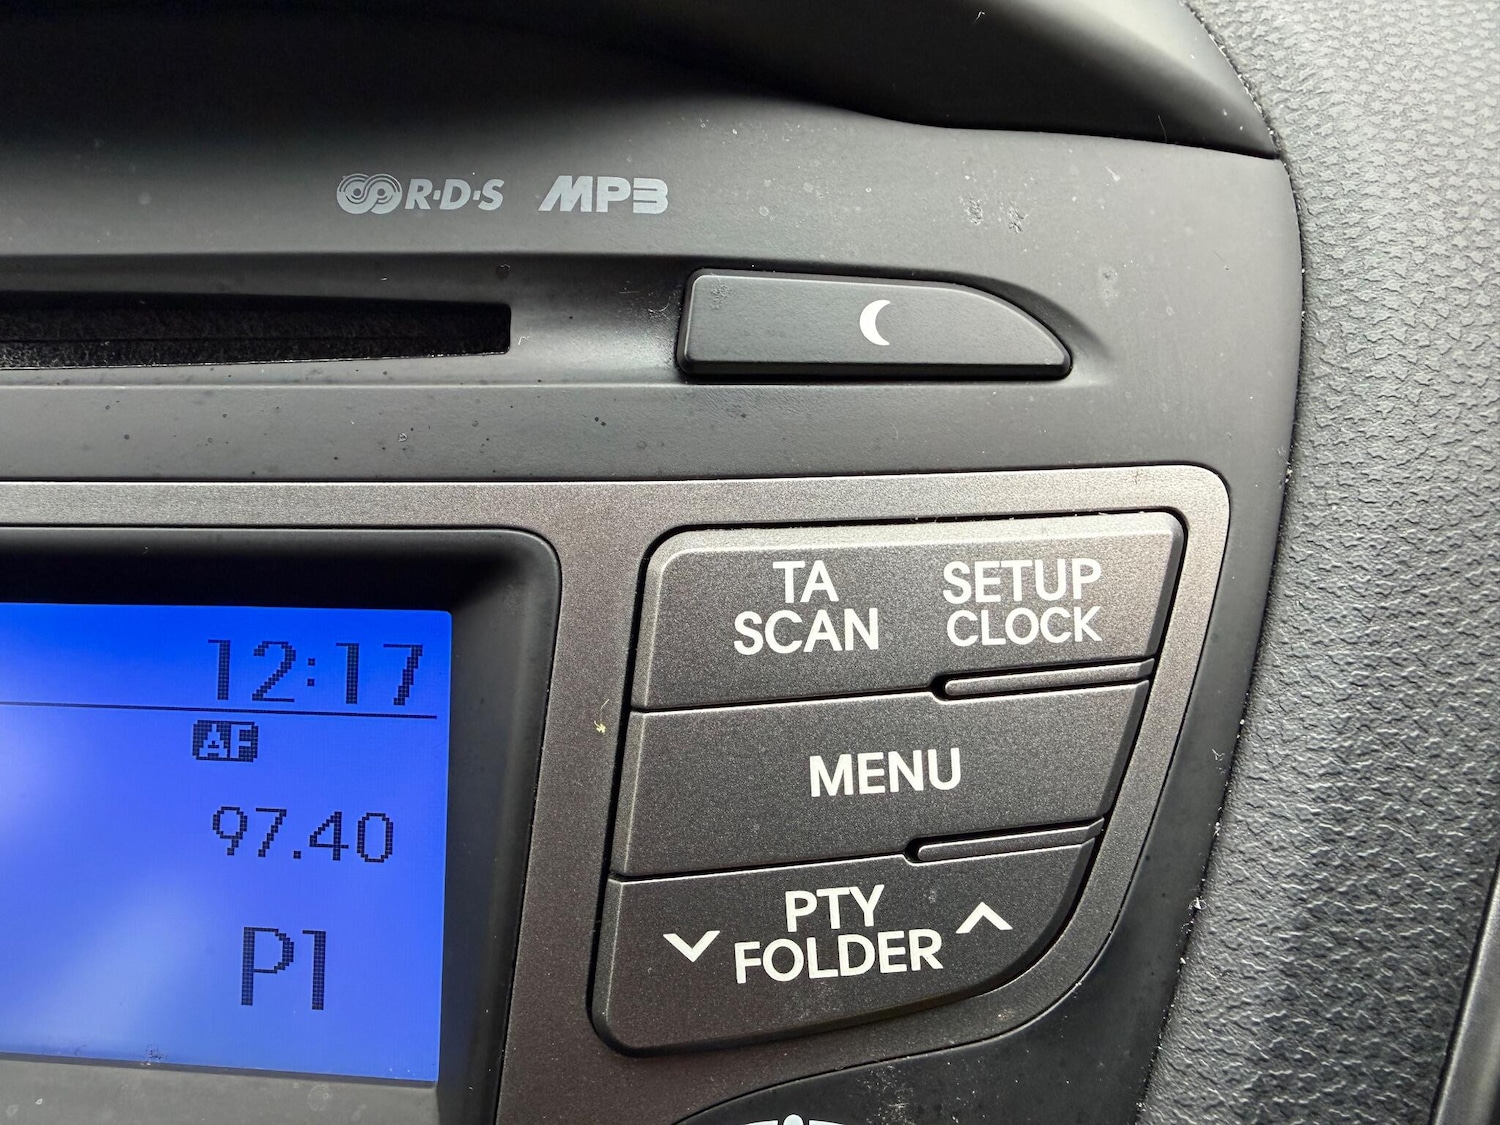 R·D·S MP3
12:17
AF
97.40
P1
TA
SCAN
SETUP
CLOCK
MENU
PTY
FOLDER